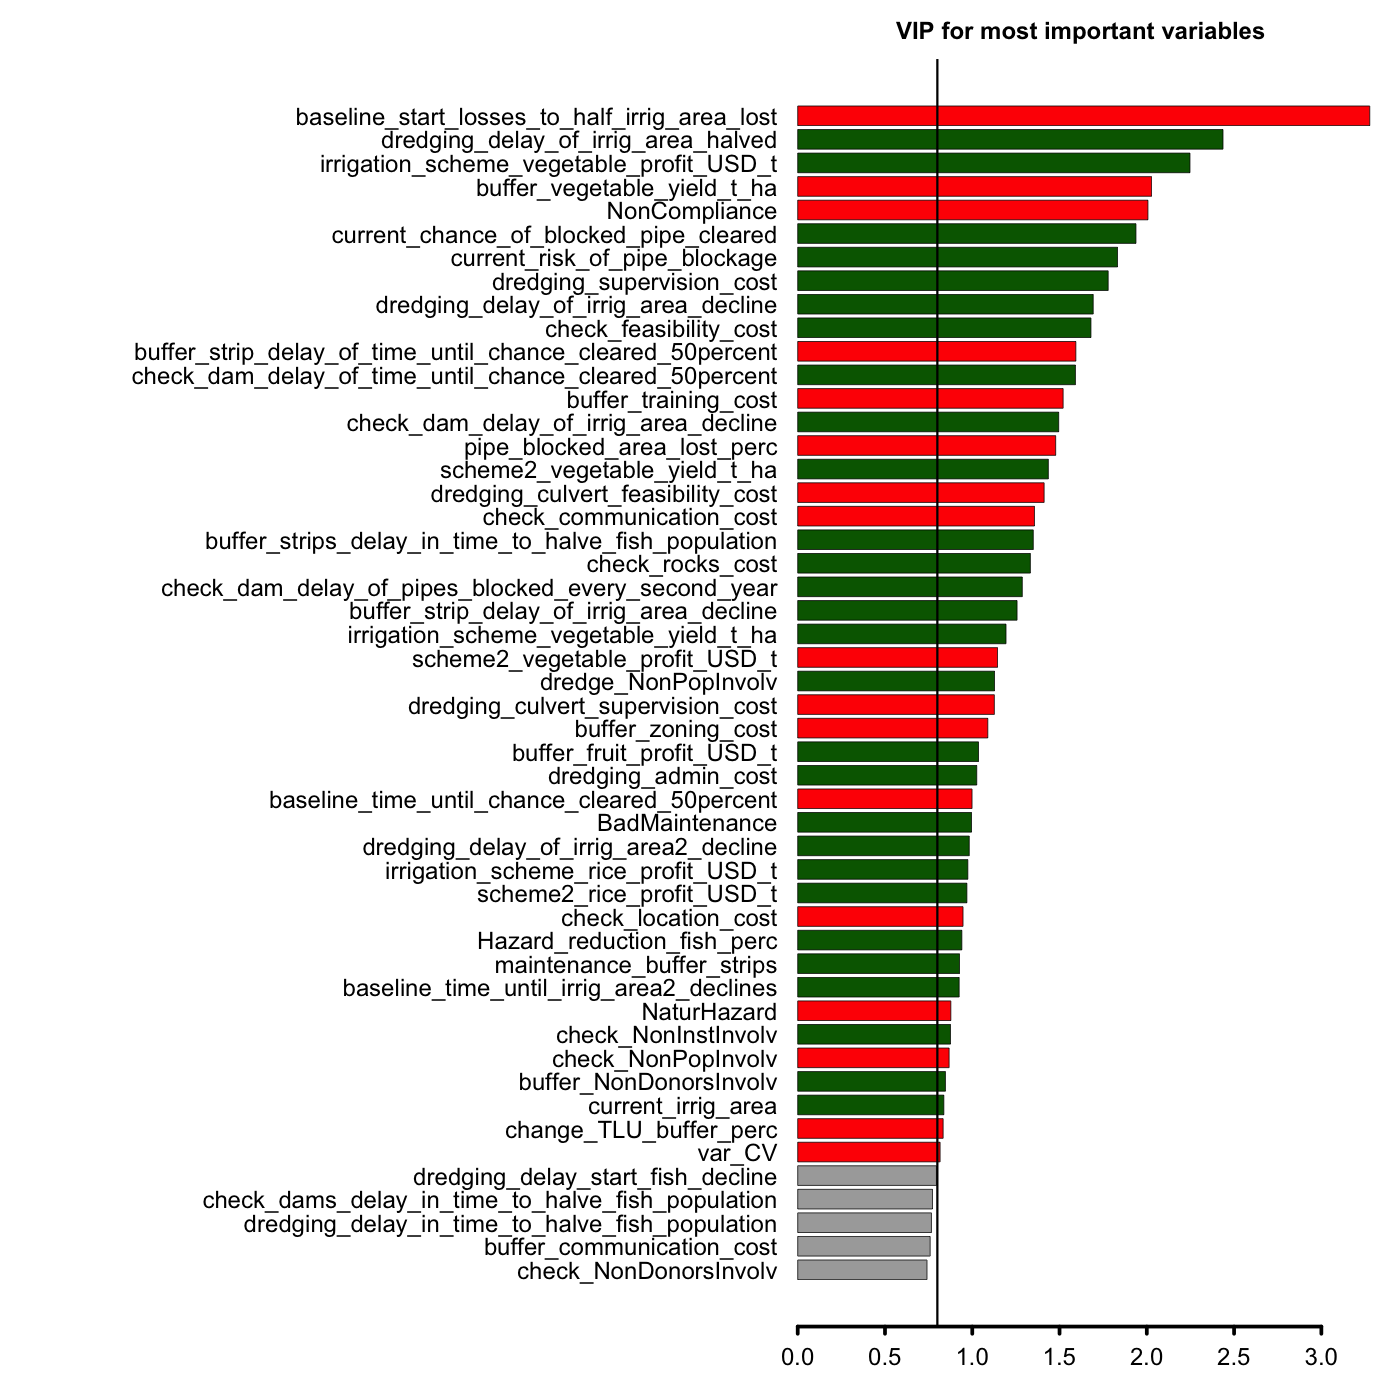 VIP for most important variables
baseline_start_losses_to_half_irrig_area_lost
dredging_delay_of_irrig_area_halved
irrigation_scheme_vegetable_profit_USD_t
buffer_vegetable_yield_t_ha
NonCompliance
current_chance_of_blocked_pipe_cleared
current_risk_of_pipe_blockage
dredging_supervision_cost
dredging_delay_of_irrig_area_decline
check_feasibility_cost
buffer_strip_delay_of_time_until_chance_cleared_50percent
check_dam_delay_of_time_until_chance_cleared_50percent
buffer_training_cost
check_dam_delay_of_irrig_area_decline
pipe_blocked_area_lost_perc
scheme2_vegetable_yield_t_ha
dredging_culvert_feasibility_cost
check_communication_cost
buffer_strips_delay_in_time_to_halve_fish_population
check_rocks_cost
check_dam_delay_of_pipes_blocked_every_second_year
buffer_strip_delay_of_irrig_area_decline
irrigation_scheme_vegetable_yield_t_ha
scheme2_vegetable_profit_USD_t
dredge_NonPopInvolv
dredging_culvert_supervision_cost
buffer_zoning_cost
buffer_fruit_profit_USD_t
dredging_admin_cost
baseline_time_until_chance_cleared_50percent
BadMaintenance
dredging_delay_of_irrig_area2_decline
irrigation_scheme_rice_profit_USD_t
scheme2_rice_profit_USD_t
check_location_cost
Hazard_reduction_fish_perc
maintenance_buffer_strips
baseline_time_until_irrig_area2_declines
NaturHazard
check_NonInstInvolv
check_NonPopInvolv
buffer_NonDonorsInvolv
current_irrig_area
change_TLU_buffer_perc
var_CV
dredging_delay_start_fish_decline
check_dams_delay_in_time_to_halve_fish_population
dredging_delay_in_time_to_halve_fish_population
buffer_communication_cost
check_NonDonorsInvolv
0.0 0.5 1.0 1.5 2.0 2.5 3.0